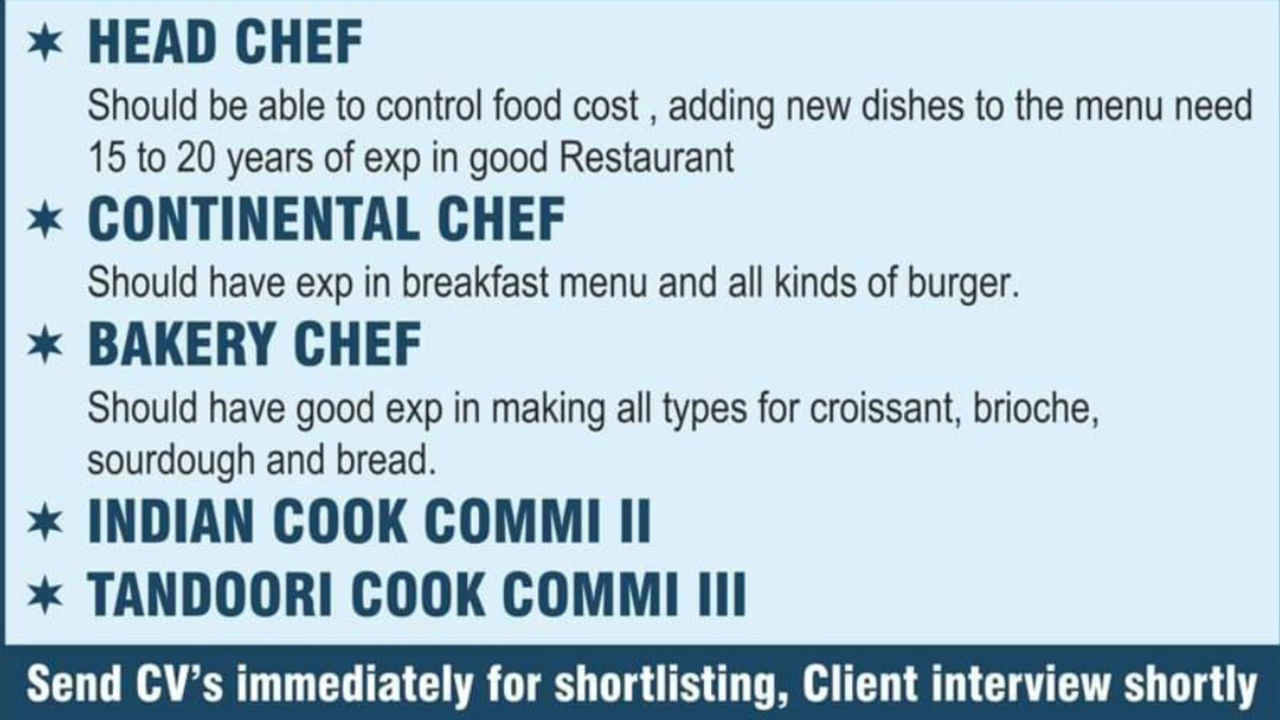 HEAD CHEF
Should be able to control food cost , adding new dishes to the menu need
15 to 20 years of exp in good Restaurant
CONTINENTAL CHEF
Should have exp in breakfast menu and all kinds of burger.
BAKERY CHEF
Should have good exp in making all types for croissant, brioche,
sourdough and bread.
INDIAN COOK COMMI II
TANDOORI COOK COMMI III
Send CV's immediately for shortlisting, Client interview shortly